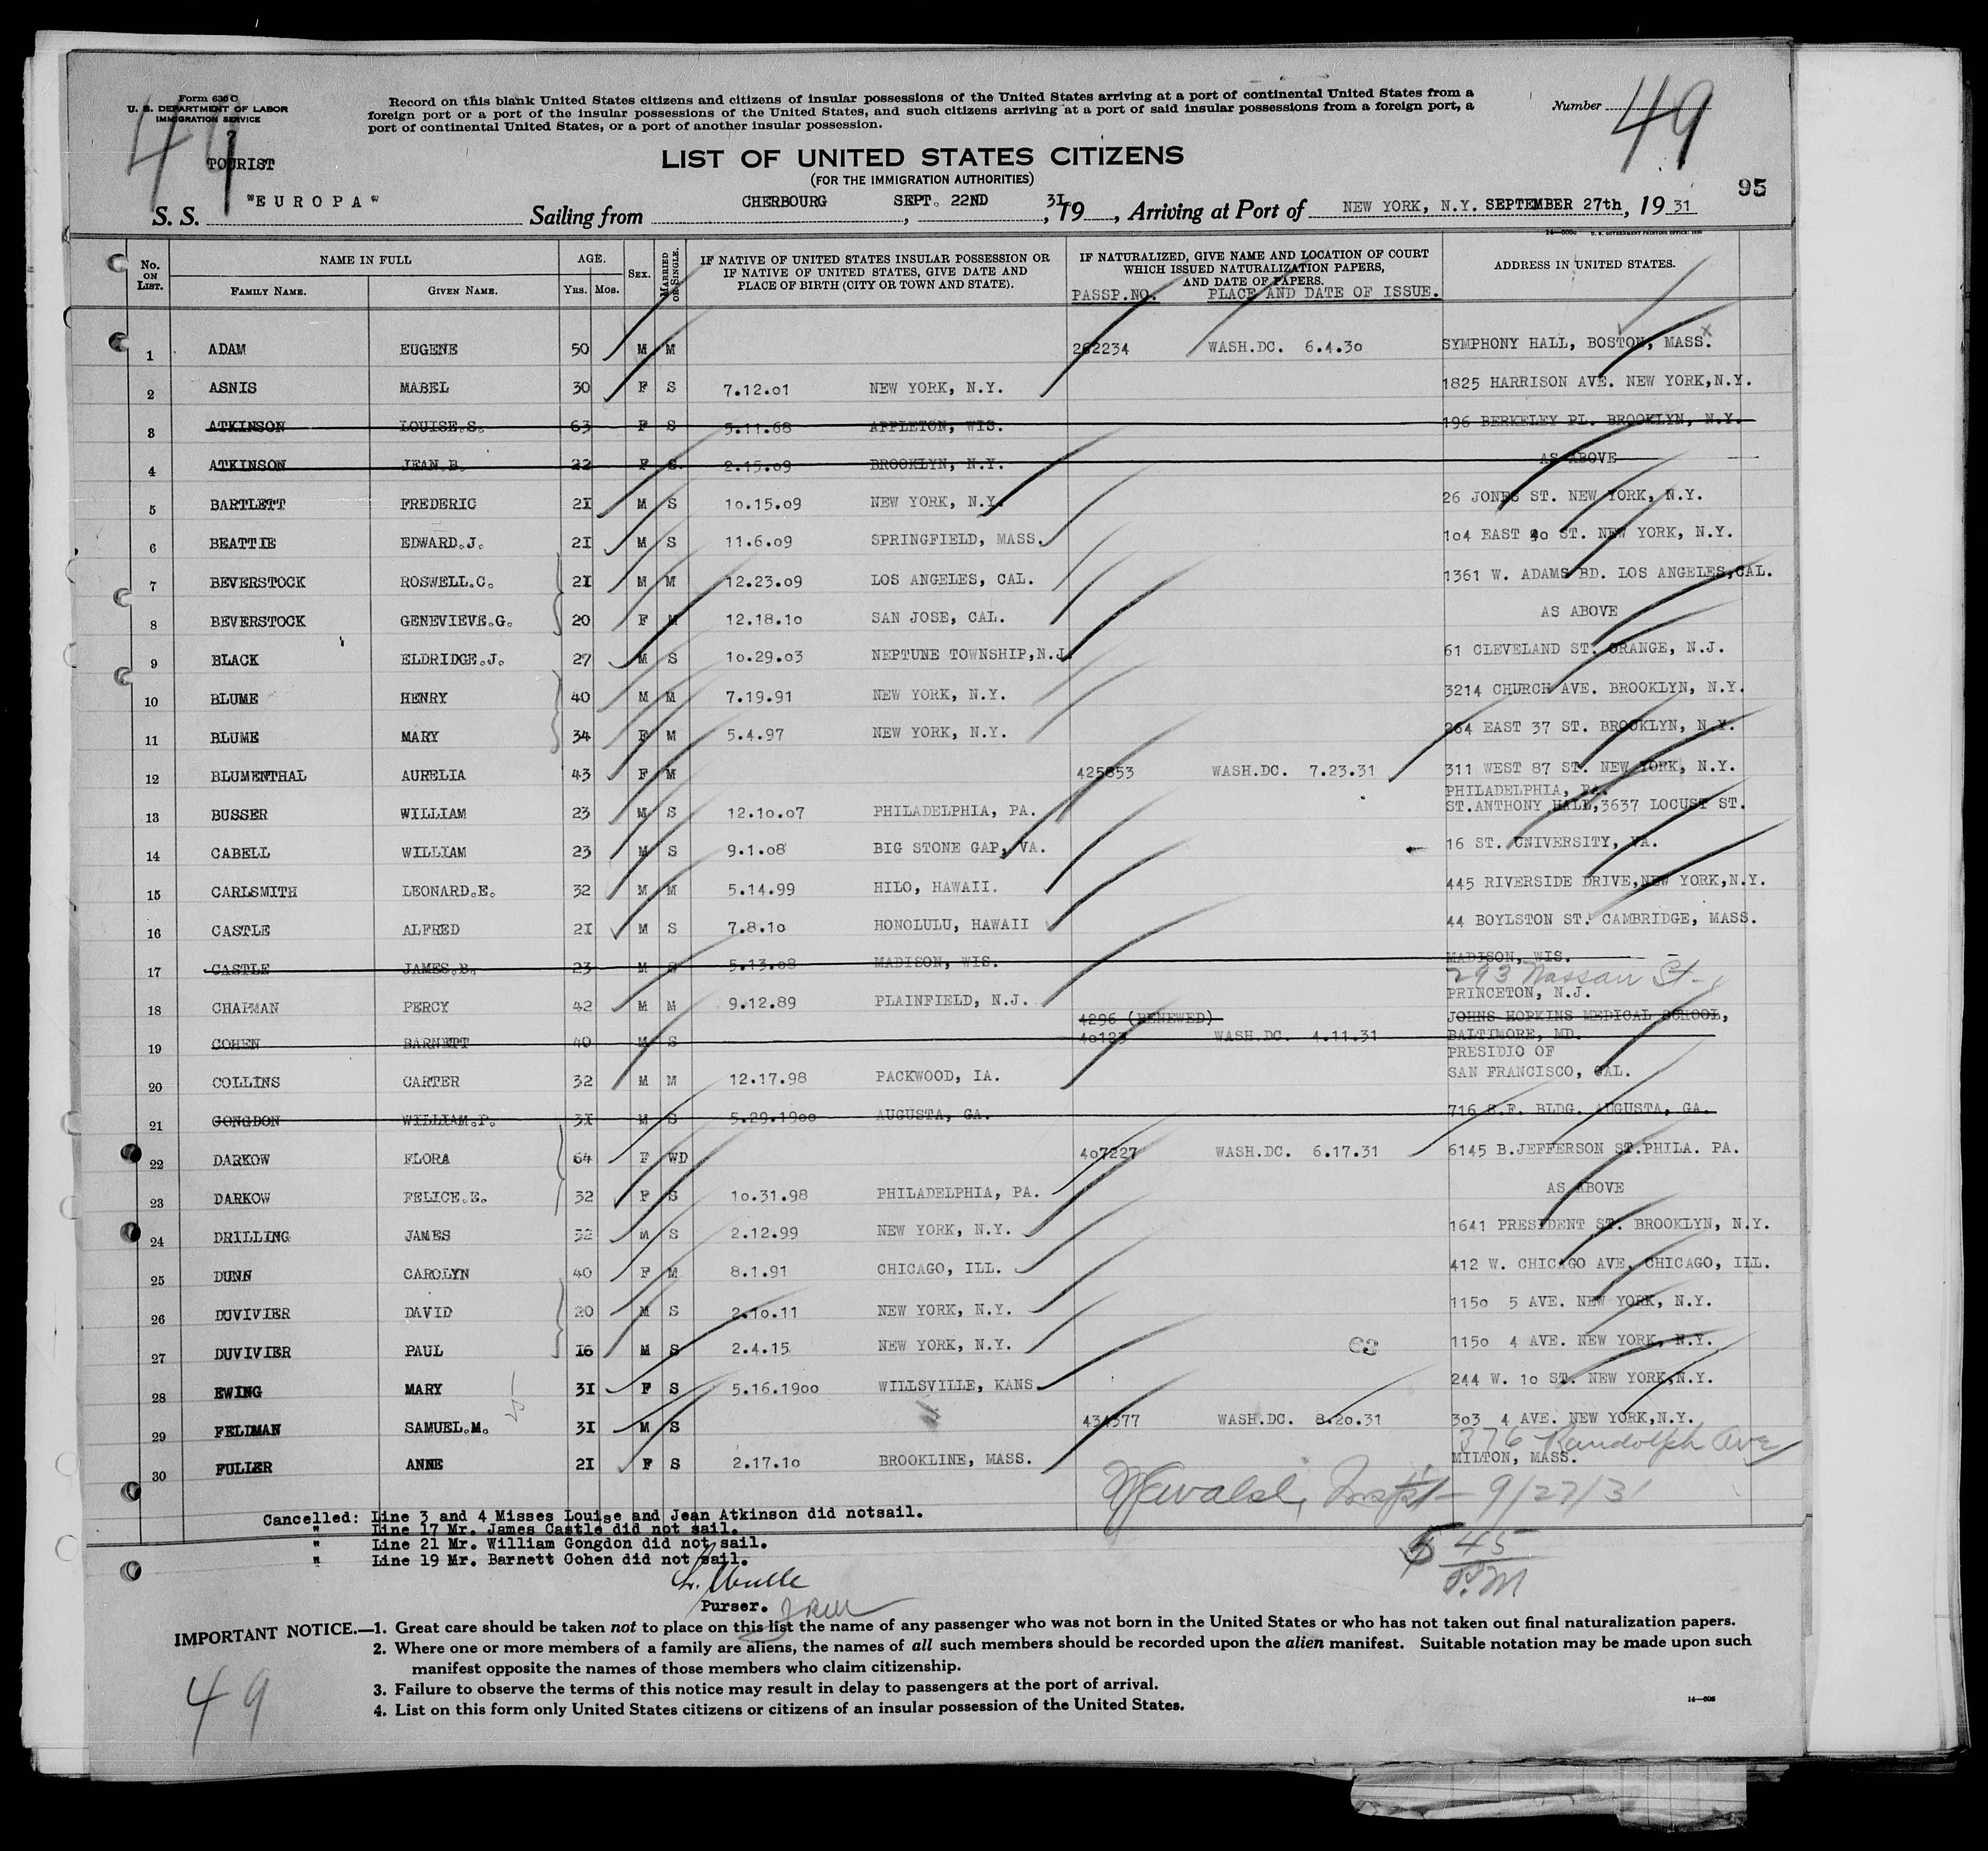 Form 630 C
U. S. DEPARTMENT OF LABOR
IMMIGRATION SERVICE
Record on this blank United States citizens and citizens of insular possessions of the United States arriving at a port of continental United States from a
foreign port or a port of the insular possessions of the United States, and such citizens arriving at a port of said insular possessions from a foreign port, a
port of continental United States, or a port of another insular possession.
Number 49
49
TOURIST
LIST OF UNITED STATES CITIZENS
(FOR THE IMMIGRATION AUTHORITIES)
95
S. S. "EUROPA" Sailing from CHERBOURG, SEPT. 22ND, 19 3I., Arriving at Port of NEW YORK, N.Y. SEPTEMBER 27th, 19 31
No. ON LIST. NAME IN FULL FAMILY NAME. GIVEN NAME. AGE. YRS. MOS. SEX. MARRIED OR SINGLE. IF NATIVE OF UNITED STATES INSULAR POSSESSION OR IF NATIVE OF UNITED STATES, GIVE DATE AND PLACE OF BIRTH (CITY OR TOWN AND STATE). IF NATURALIZED, GIVE NAME AND LOCATION OF COURT WHICH ISSUED NATURALIZATION PAPERS, AND DATE OF PAPERS. ADDRESS IN UNITED STATES.
PASSP.NO. PLACE AND DATE OF ISSUE.
1 ADAM EUGENE 50 M M 262234 WASH.DC. 6.4.30 SYMPHONY HALL, BOSTON, MASS.
2 ASNIS MABEL 30 F S 7.12.01 NEW YORK, N.Y. 1825 HARRISON AVE. NEW YORK,N.Y.
3 ATKINSON LOUISE.S. 63 F S 5.11.68 APPLETON, WIS. 196 BERKELEY PL. BROOKLYN, N.Y.
4 ATKINSON JEAN.B. 22 F S. 2.15.09 BROOKLYN, N.Y. AS ABOVE
5 BARTLETT FREDERIC 2I M S 10.15.09 NEW YORK, N.Y. 26 JONES ST. NEW YORK, N.Y.
6 BEATTIE EDWARD.J. 2I M S 11.6.09 SPRINGFIELD, MASS. 104 EAST 40 ST. NEW YORK, N.Y.
7 BEVERSTOCK ROSWELL.C. 2I M M 12.23.09 LOS ANGELES, CAL. 1361 W. ADAMS BD. LOS ANGELES,CAL.
8 BEVERSTOCK GENEVIEVE.G. 20 F M 12.18.10 SAN JOSE, CAL. AS ABOVE
9 BLACK ELDRIDGE.J. 27 M S 10.29.03 NEPTUNE TOWNSHIP,N.J. 61 CLEVELAND ST. ORANGE, N.J.
10 BLUME HENRY 40 M M 7.19.91 NEW YORK, N.Y. 3214 CHURCH AVE. BROOKLYN, N.Y.
11 BLUME MARY 34 F M 5.4.97 NEW YORK, N.Y. 264 EAST 37 ST. BROOKLYN, N.Y.
12 BLUMENTHAL AURELIA 43 F M 425853 WASH.DC. 7.23.31 311 WEST 87 ST. NEW YORK, N.Y.
PHILADELPHIA, PA.
13 BUSSER WILLIAM 23 M S 12.10.07 PHILADELPHIA, PA. ST.ANTHONY HALL,3637 LOCUST ST.
14 CABELL WILLIAM 23 M S 9.1.08 BIG STONE GAP, VA. 16 ST. UNIVERSITY, VA.
15 CARLSMITH LEONARD.E. 32 M M 5.14.99 HILO, HAWAII. 445 RIVERSIDE DRIVE,NEW YORK,N.Y.
16 CASTLE ALFRED 2I M S 7.8.10 HONOLULU, HAWAII 44 BOYLSTON ST. CAMBRIDGE, MASS.
17 CASTLE JAMES.B. 23 M S 5.13.08 MADISON, WIS. MADISON, WIS.
293 Nassau St
18 CHAPMAN PERCY 42 M M 9.12.89 PLAINFIELD, N.J. PRINCETON, N.J.
4296 (RENEWED) JOHNS HOPKINS MEDICAL SCHOOL,
19 COHEN BARNETT 40 M S 40123 WASH.DC. 4.11.31 BALTIMORE, MD.
PRESIDIO OF
20 COLLINS CARTER 32 M M 12.17.98 PACKWOOD, IA. SAN FRANCISCO, CAL.
21 GONGDON WILLIAM.P. 3I M S 5.29.1900 AUGUSTA, GA. 716 S.F. BLDG. AUGUSTA, GA.
22 DARKOW FLORA 64 F WD 407227 WASH.DC. 6.17.31 6145 B.JEFFERSON ST.PHILA. PA.
23 DARKOW FELICE.E. 32 F S 10.31.98 PHILADELPHIA, PA. AS ABOVE
24 DRILLING JAMES 32 M S 2.12.99 NEW YORK, N.Y. 1641 PRESIDENT ST. BROOKLYN, N.Y.
25 DUNN CAROLYN 40 F M 8.1.91 CHICAGO, ILL. 412 W. CHICAGO AVE. CHICAGO, ILL.
26 DUVIVIER DAVID 20 M S 2.10.11 NEW YORK, N.Y. 1150 5 AVE. NEW YORK, N.Y.
27 DUVIVIER PAUL 16 M S 2.4.15 NEW YORK, N.Y. 63 1150 4 AVE. NEW YORK, N.Y.
28 EWING MARY 3I F S 5.16.1900 WILLSVILLE, KANS. 244 W. 10 ST. NEW YORK,N.Y.
29 FELDMAN SAMUEL.M. 3I M S 434377 WASH.DC. 8.20.31 303 4 AVE. NEW YORK,N.Y.
376 Randolph Ave
30 FULLER ANNE 2I F S 2.17.10 BROOKLINE, MASS. MILTON, MASS.
9/27/31
Cancelled: Line 3 and 4 Misses Louise and Jean Atkinson did notsail.
" Line 17 Mr. James Castle did not sail.
" Line 21 Mr. William Gongdon did not sail.
" Line 19 Mr. Barnett Cohen did not sail.
5 45
P.M
Purser.
IMPORTANT NOTICE.—1. Great care should be taken not to place on this list the name of any passenger who was not born in the United States or who has not taken out final naturalization papers.
2. Where one or more members of a family are aliens, the names of all such members should be recorded upon the alien manifest. Suitable notation may be made upon such
manifest opposite the names of those members who claim citizenship.
3. Failure to observe the terms of this notice may result in delay to passengers at the port of arrival.
4. List on this form only United States citizens or citizens of an insular possession of the United States.
49